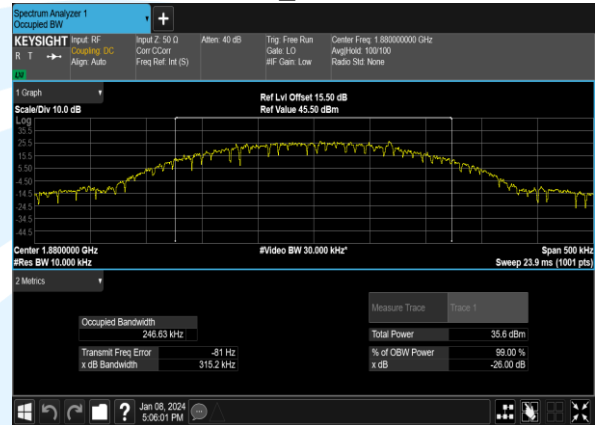 Spectrum Analyzer 1
Occupied BW
+
KEYSIGHT
R T
LV
Input: RF
Coupling: DC
Align: Auto
Input Z: 50 Ω
Corr CCorr
Freq Ref: Int (S)
Atten: 40 dB
Trig: Free Run
Gate: LO
#IF Gain: Low
Center Freq: 1.880000000 GHz
Avg|Hold: 100/100
Radio Std: None
1 Graph
Scale/Div 10.0 dB
Ref Lvl Offset 15.50 dB
Ref Value 45.50 dBm
Log
35.5
25.5
15.5
5.50
-4.50
-14.5
-24.5
-34.5
-44.5
Center 1.8800000 GHz
#Res BW 10.000 kHz
#Video BW 30.000 kHz*
Span 500 kHz
Sweep 23.9 ms (1001 pts)
2 Metrics
Measure Trace Trace 1
Occupied Bandwidth
246.63 kHz
Total Power 35.6 dBm
Transmit Freq Error -81 Hz
% of OBW Power 99.00 %
x dB Bandwidth 315.2 kHz
x dB -26.00 dB
?
Jan 08, 2024
5:06:01 PM